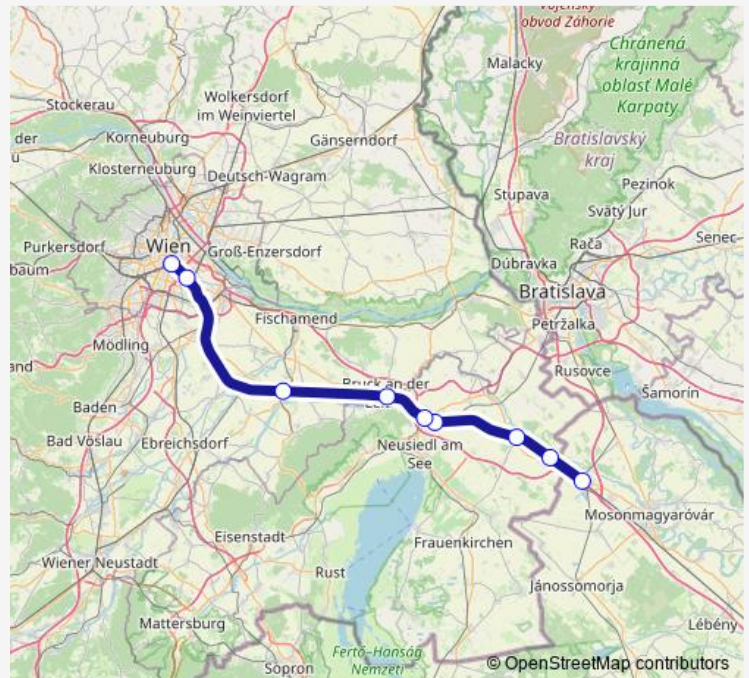 Vojenský
obvod Záhorie
Chránená
krajinná
oblasť Malé
Karpaty
Malacky
Stockerau
Wolkersdorf
im Weinviertel
der
Korneuburg
Gänserndorf
Bratislavský
kraj
Klosterneuburg
Deutsch-Wagram
Pezinok
Stupava
Svätý Jur
Purkersdorf
Wien
Groß-Enzersdorf
Rača
Senec
baum
Dúbravka
Bratislava
Fischamend
Petržalka
Mödling
and
Rusovce
Bruck an der
Šamorín
Baden
Bad Vöslau
Ebreichsdorf
Neusiedl am
See
Mosonmagyaróvár
Eisenstadt
Frauenkirchen
Wiener Neustadt
Rust
Jánossomorja
Mattersburg
Lébény
Fertő-Hanság
Nemzeti
Sopron
© OpenStreetMap contributors